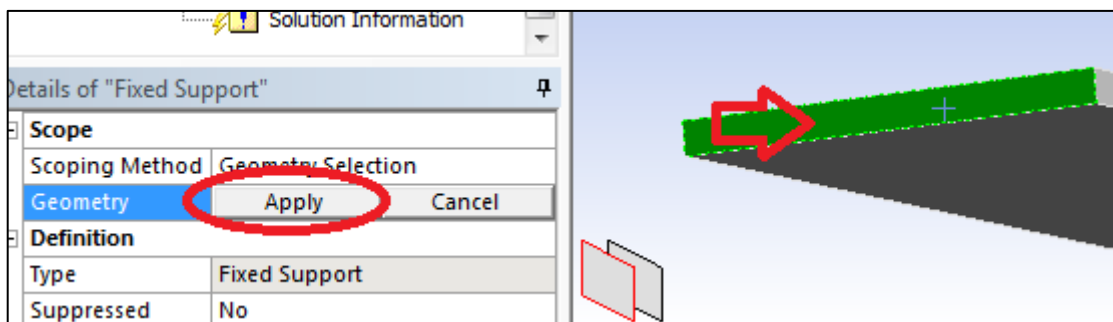 Solution Information
Details of "Fixed Support"
Scope
Scoping Method Geometry Selection
Geometry Apply Cancel
Definition
Type Fixed Support
Suppressed No